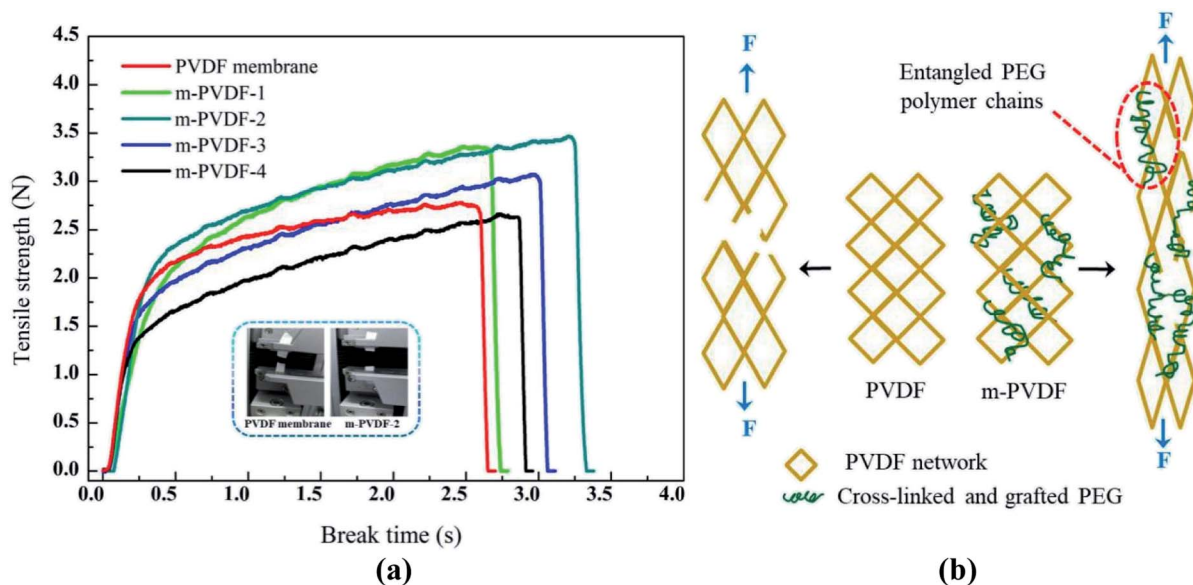 4.5
4.0
3.5
3.0
2.5
2.0
1.5
1.0
0.5
0.0
Tensile strength (N)
PVDF membrane
m-PVDF-1
m-PVDF-2
m-PVDF-3
m-PVDF-4
PVDF membrane m-PVDF-2
0.0 0.5 1.0 1.5 2.0 2.5 3.0 3.5 4.0
Break time (s)
(a)
F
F
Entangled PEG
polymer chains
F
PVDF m-PVDF
F
F
PVDF network
Cross-linked and grafted PEG
(b)